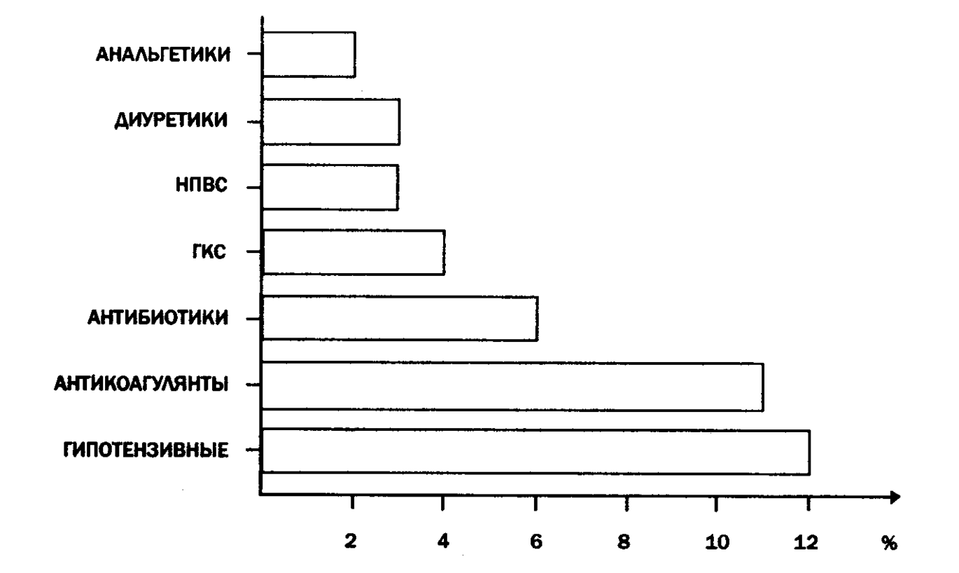 АНАЛЬГЕТИКИ
ДИУРЕТИКИ
НПВС
ГКС
АНТИБИОТИКИ
АНТИКОАГУЛЯНТЫ
ГИПОТЕНЗИВНЫЕ
2 4 6 8 10 12 %